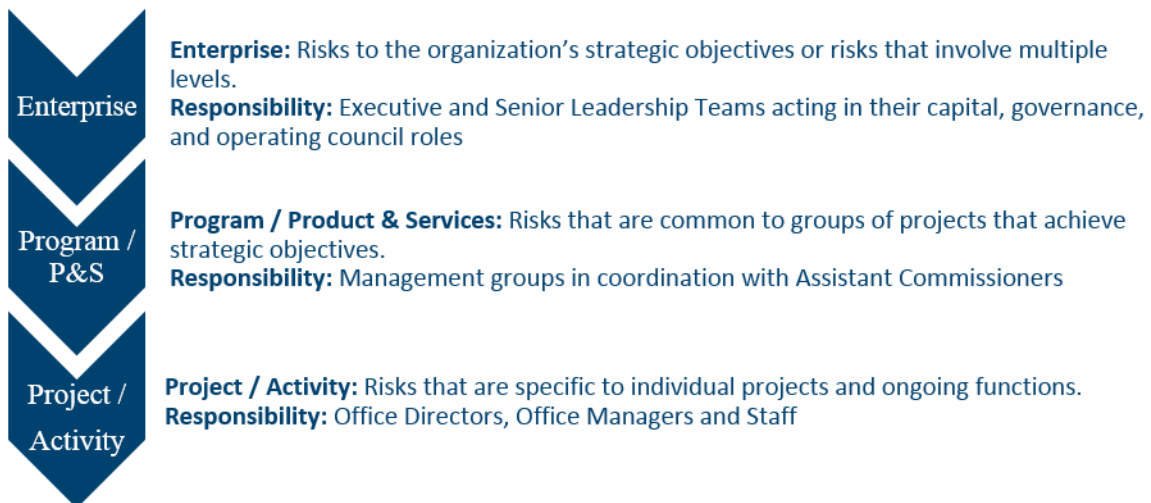 Enterprise
Enterprise: Risks to the organization’s strategic objectives or risks that involve multiple
levels.
Responsibility: Executive and Senior Leadership Teams acting in their capital, governance,
and operating council roles
Program /
P&S
Program / Product & Services: Risks that are common to groups of projects that achieve
strategic objectives.
Responsibility: Management groups in coordination with Assistant Commissioners
Project /
Activity
Project / Activity: Risks that are specific to individual projects and ongoing functions.
Responsibility: Office Directors, Office Managers and Staff